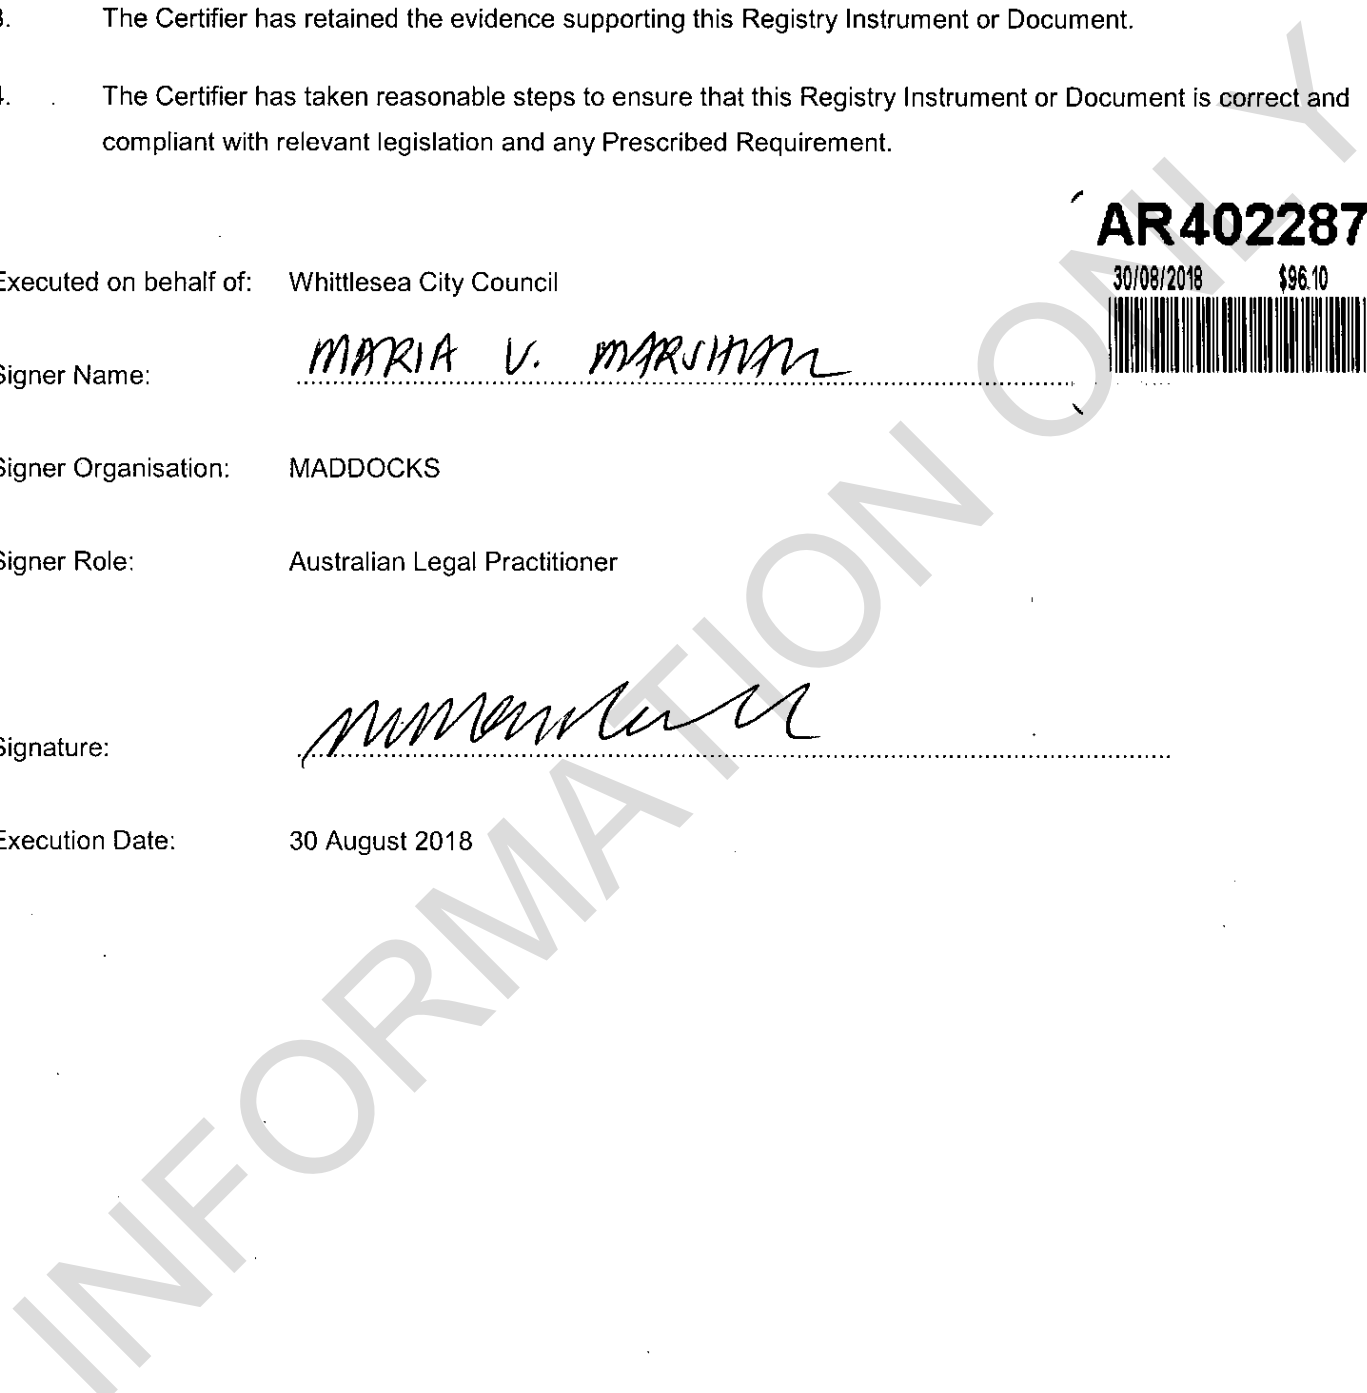 3. The Certifier has retained the evidence supporting this Registry Instrument or Document.
4. The Certifier has taken reasonable steps to ensure that this Registry Instrument or Document is correct and
compliant with relevant legislation and any Prescribed Requirement.
AR402287
30/08/2018 $96.10
Executed on behalf of: Whittlesea City Council
Signer Name: MARIA V. MARSHALL
Signer Organisation: MADDOCKS
Signer Role: Australian Legal Practitioner
Signature:
Execution Date: 30 August 2018
INFORMATION ONLY